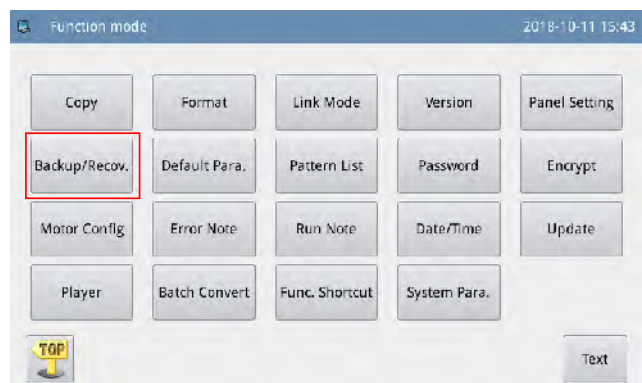 Function mode 2018-10-11 15:43
Copy Format Link Mode Version Panel Setting
Backup/Recov. Default Para. Pattern List Password Encrypt
Motor Config Error Note Run Note Date/Time Update
Player Batch Convert Func. Shortcut System Para.
TOP Text